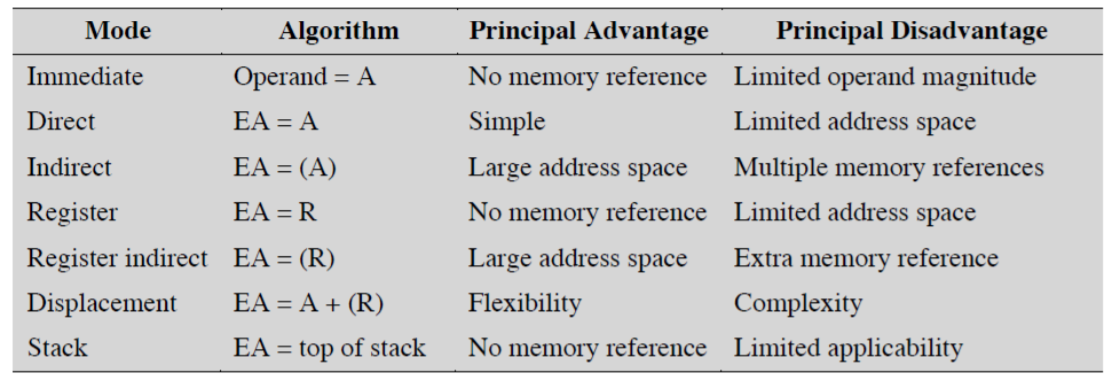 Mode Algorithm Principal Advantage Principal Disadvantage
Immediate Operand = A No memory reference Limited operand magnitude
Direct EA = A Simple Limited address space
Indirect EA = (A) Large address space Multiple memory references
Register EA = R No memory reference Limited address space
Register indirect EA = (R) Large address space Extra memory reference
Displacement EA = A + (R) Flexibility Complexity
Stack EA = top of stack No memory reference Limited applicability